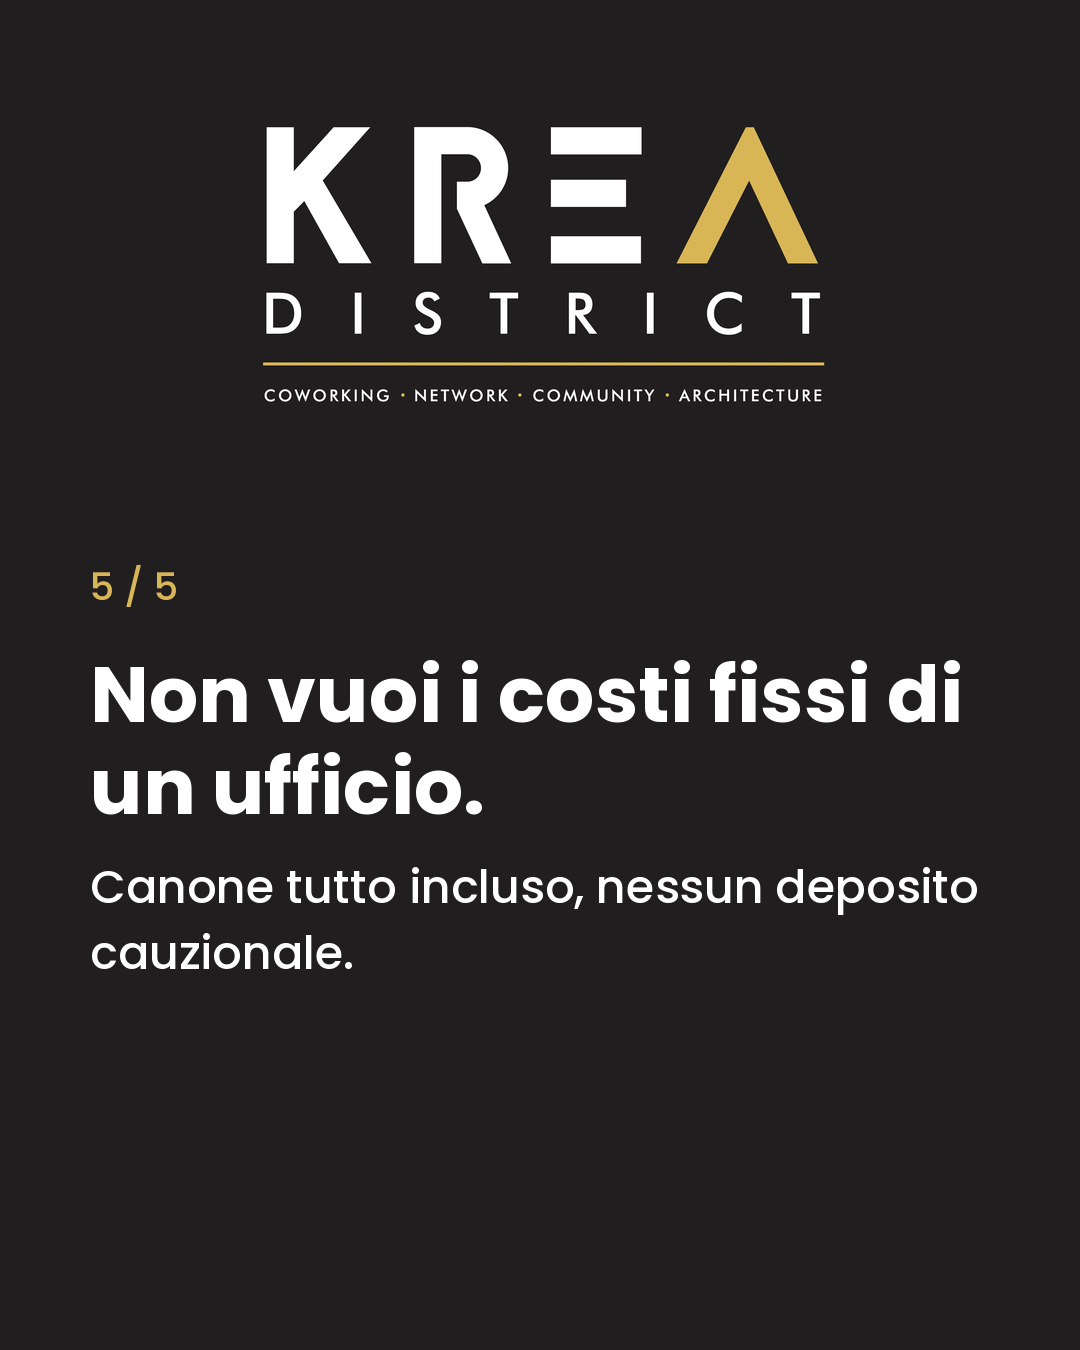 KREA
DISTRICT
COWORKING • NETWORK • COMMUNITY • ARCHITECTURE
5 / 5
Non vuoi i costi fissi di
un ufficio.
Canone tutto incluso, nessun deposito
cauzionale.